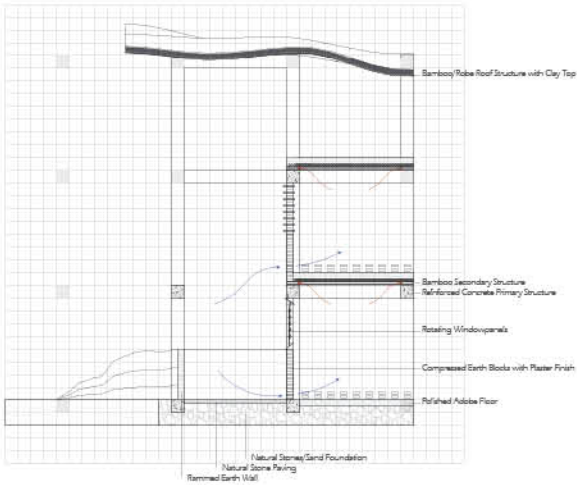 Bamboo/Robe Roof Structure with Clay Top
Bamboo Secondary Structure
Reinforced Concrete Primary Structure
Rotating Windowpanels
Compressed Earth Blocks with Plaster Finish
Polished Adobe Floor
Natural Stones/Sand Foundation
Natural Stone Paving
Rammed Earth Wall